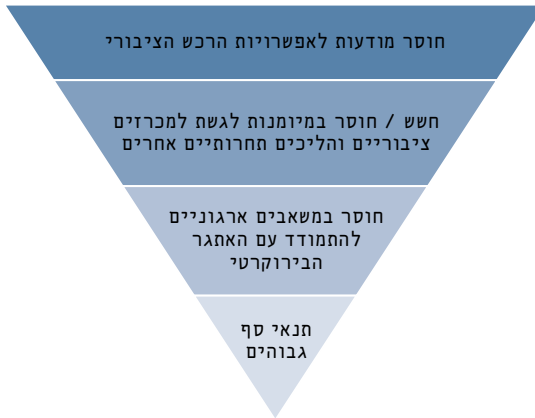 חוסר מודעות לאפשרויות הרכש הציבורי
חשש / חוסר במיומנות לגשת למכרזים
ציבוריים והליכים תחרותיים אחרים
חוסר במשאבים ארגוניים
להתמודד עם האתגר
הבירוקרטי
תנאי סף
גבוהים